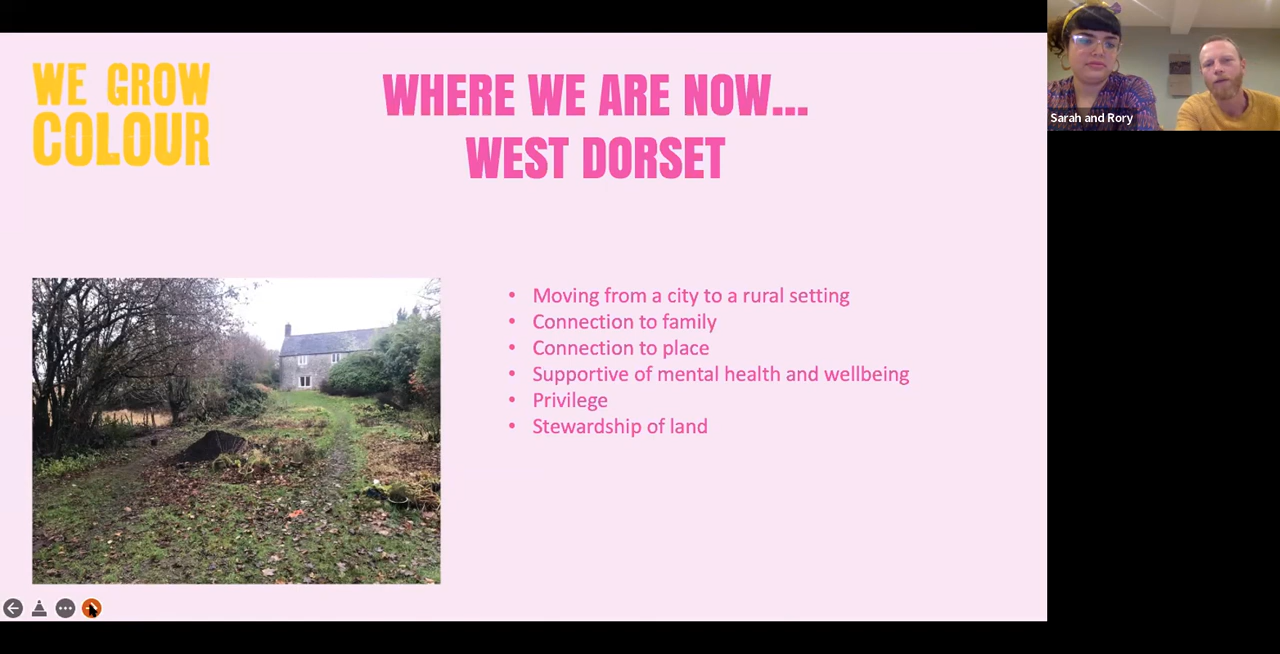 WE GROW
COLOUR
WHERE WE ARE NOW...
WEST DORSET
• Moving from a city to a rural setting
• Connection to family
• Connection to place
• Supportive of mental health and wellbeing
• Privilege
• Stewardship of land
Sarah and Rory